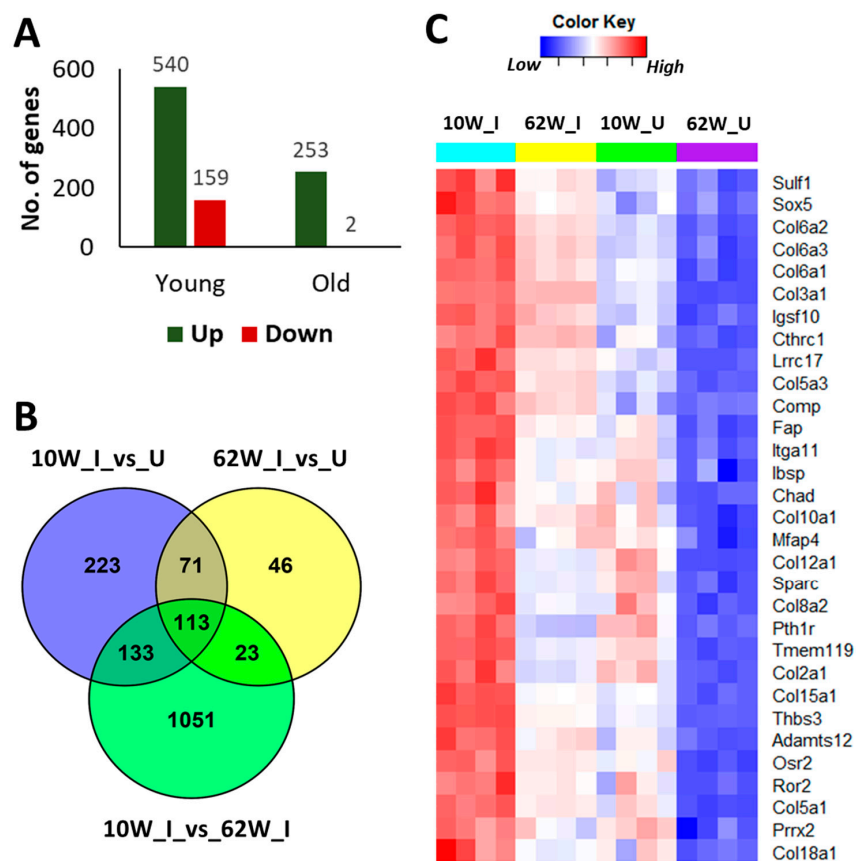 A
600
400
200
0
No. of genes
540
159
253
2
Young
Old
Up
Down
B
10W_I_vs_U
62W_I_vs_U
223
71
46
113
133
23
1051
10W_I_vs_62W_I
C
Color Key
Low
High
10W_I
62W_I
10W_U
62W_U
Sulf1
Sox5
Col6a2
Col6a3
Col6a1
Col3a1
Igsf10
Cthrc1
Lrrc17
Col5a3
Comp
Fap
Itga11
Ibsp
Chad
Col10a1
Mfap4
Col12a1
Sparc
Col8a2
Pth1r
Tmem119
Col2a1
Col15a1
Thbs3
Adamts12
Osr2
Ror2
Col5a1
Prrx2
Col18a1